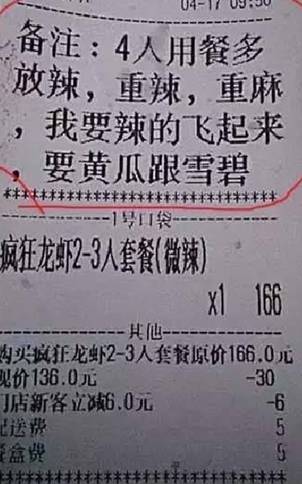 04-17 09:50
备注：4人用餐多
放辣，重辣，重麻
，我要辣的飞起来
，要黄瓜跟雪碧
********************************
1号口袋
疯狂龙虾2-3人套餐(微辣)
x1 166
其他
购买疯狂龙虾2-3人套餐原价166.0元
现价136.0元 -30
门店新客立减6.0元 -6
配送费 5
餐盒费 5
********************************